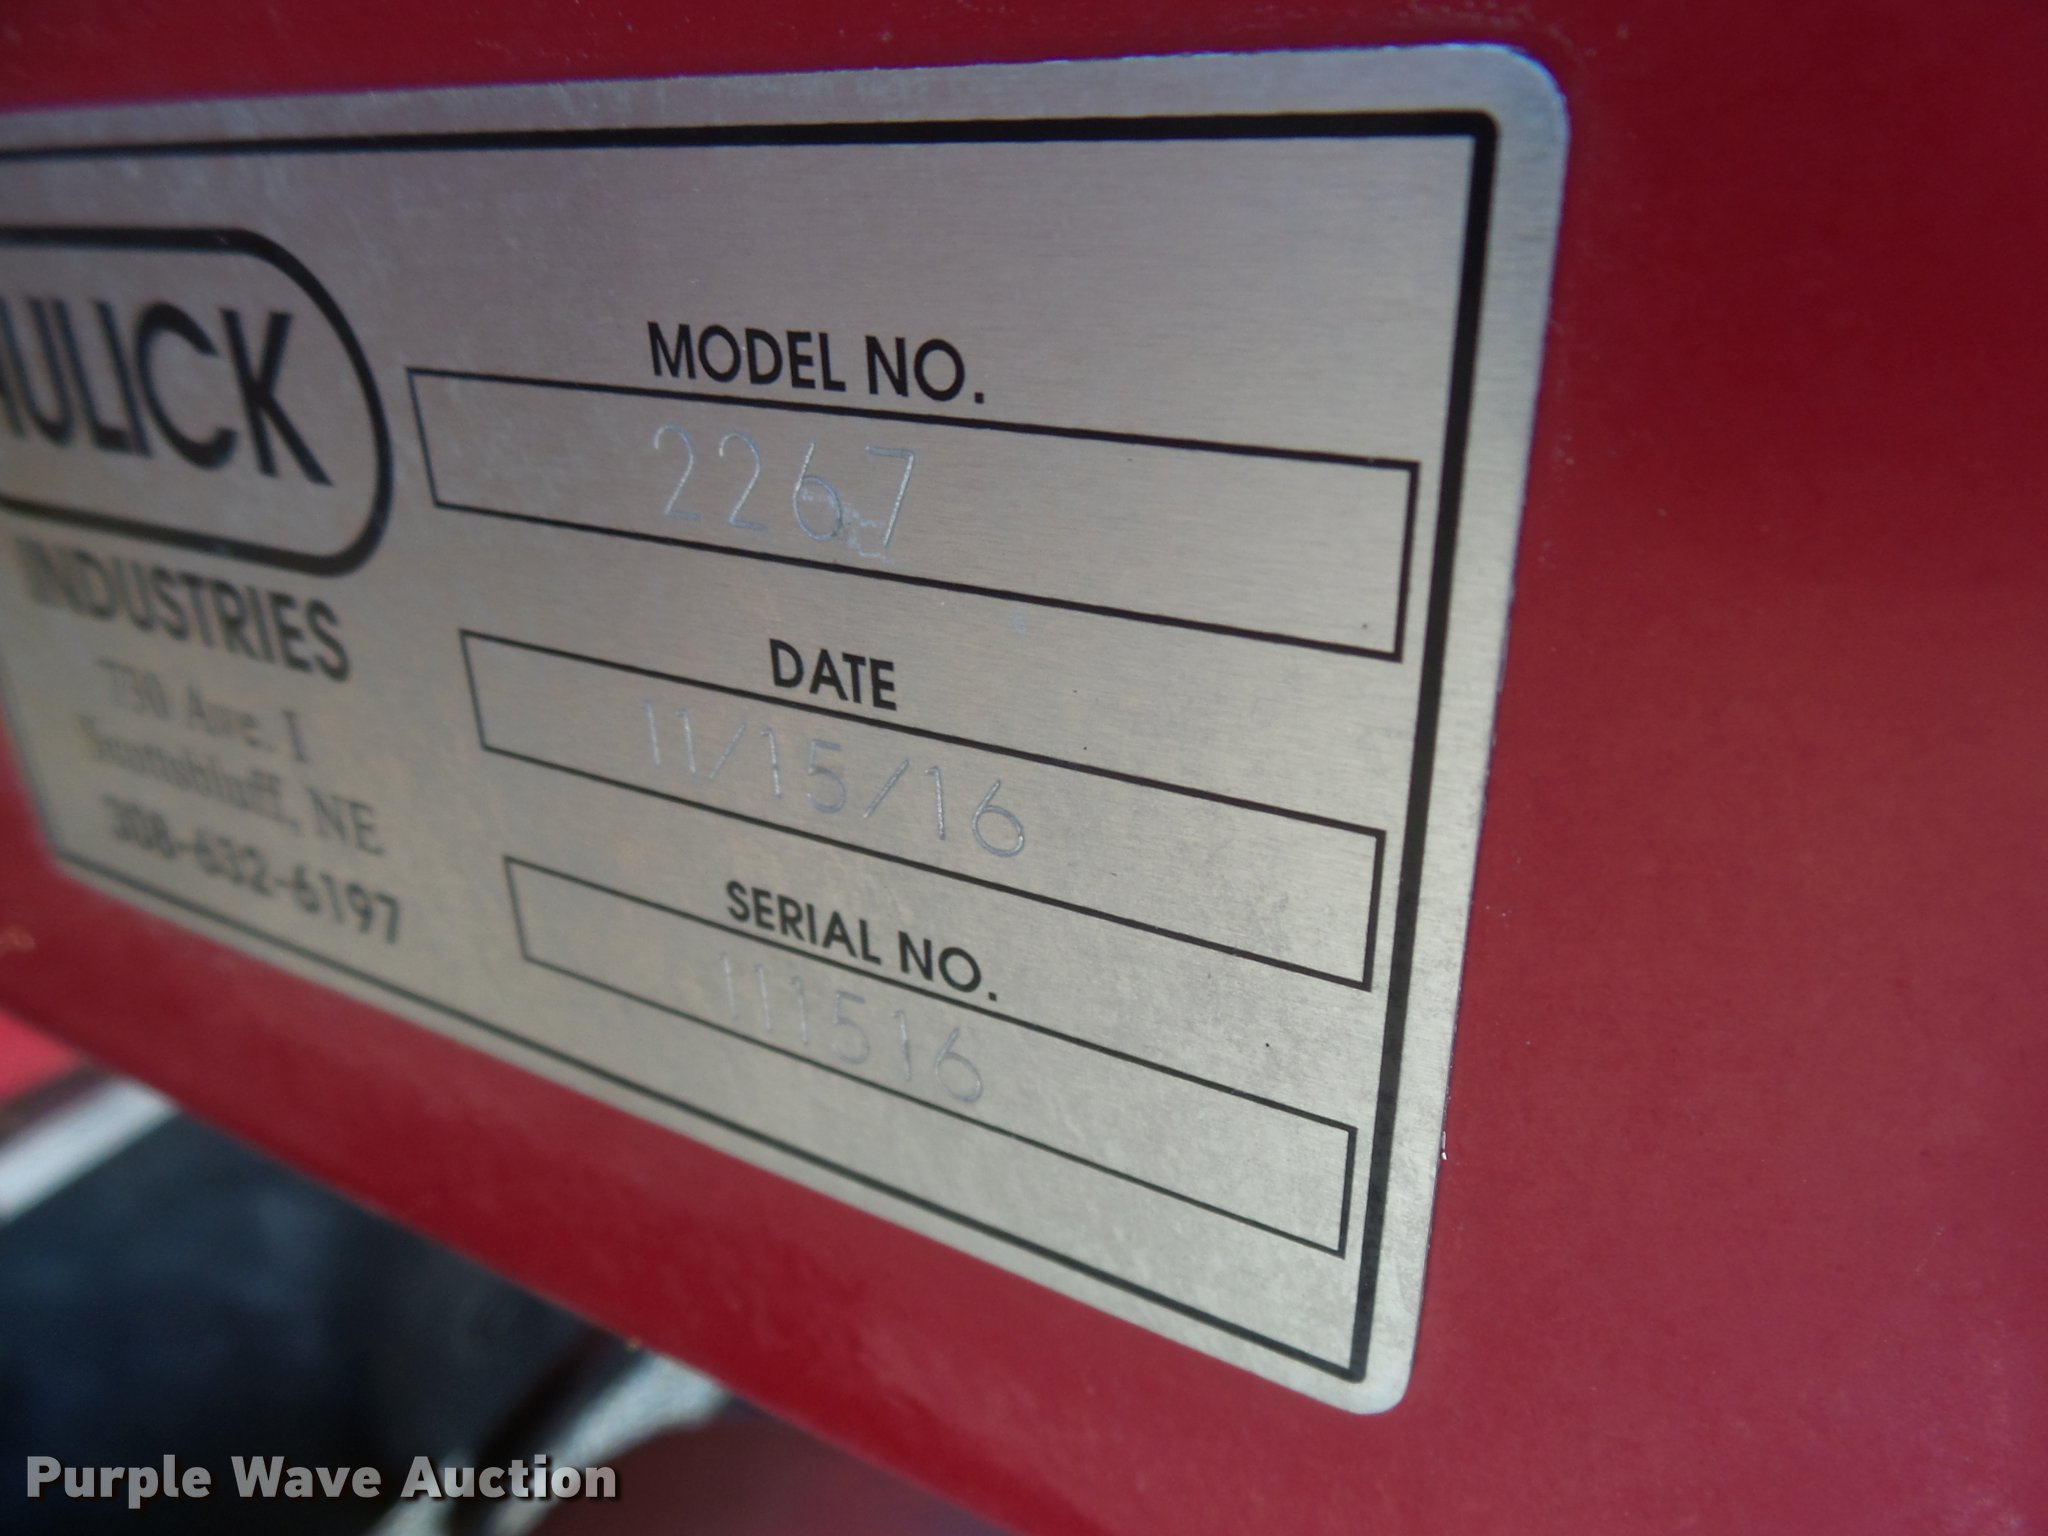 AULICK
INDUSTRIES
730 Ave. I
Scottsbluff, NE
308-632-6197
MODEL NO.
2267
DATE
11/15/16
SERIAL NO.
111516
Purple Wave Auction